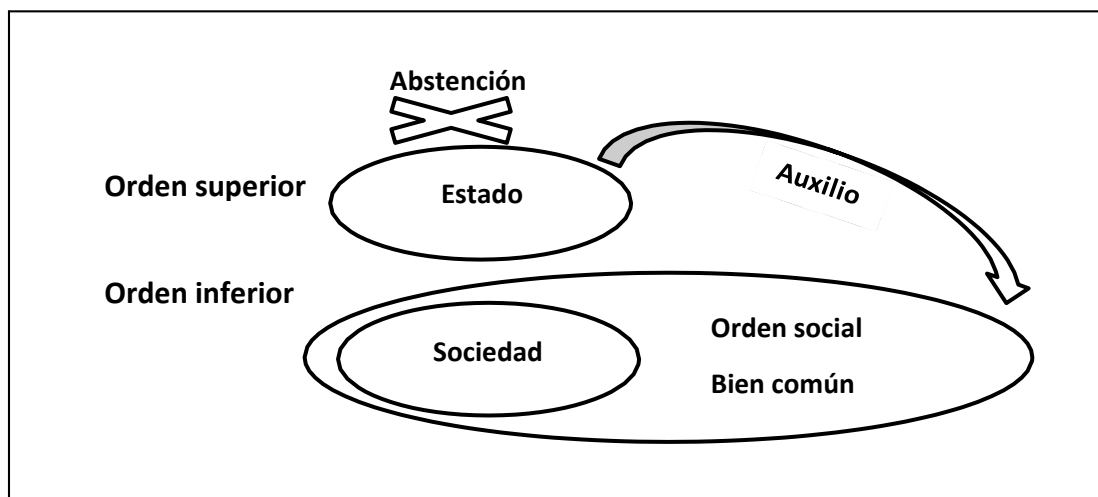 Abstención
Orden superior
Estado
Auxilio
Orden inferior
Sociedad
Orden social
Bien común